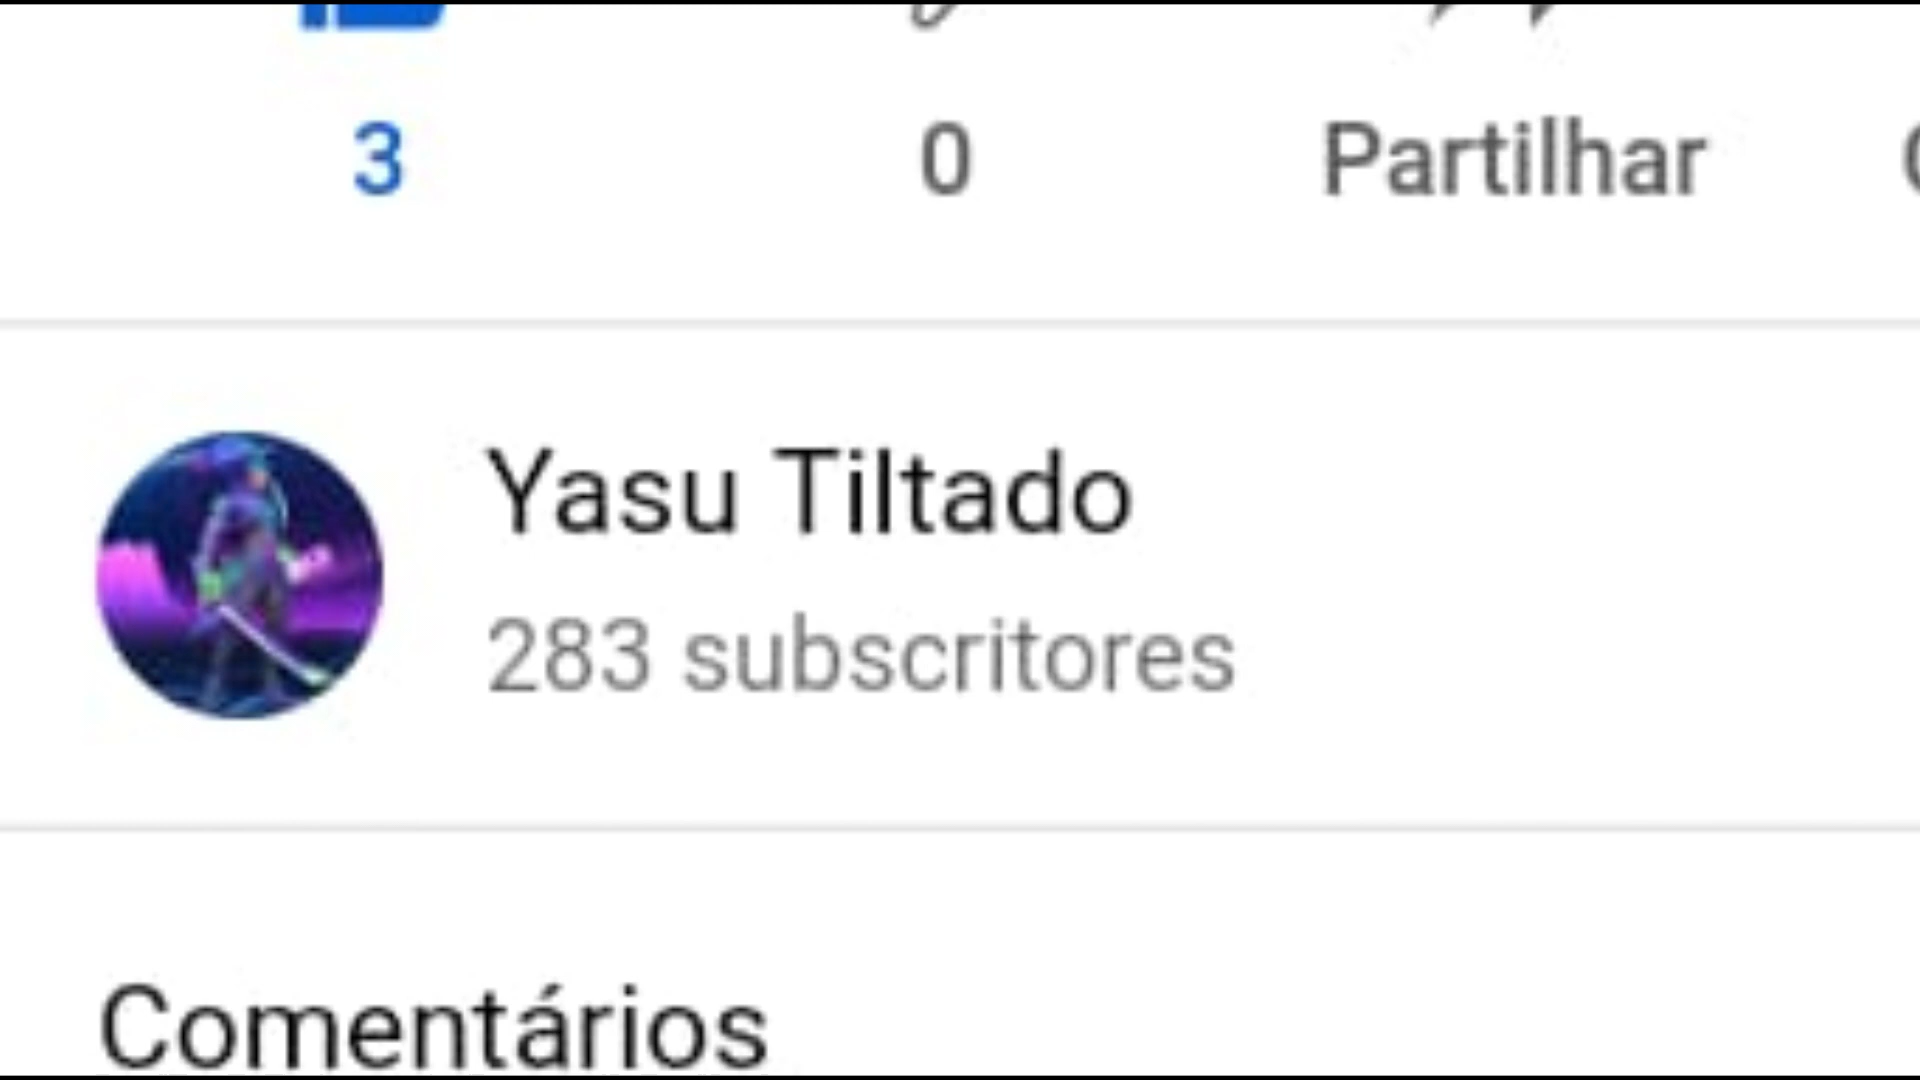 3 0 Partilhar
Yasu Tiltado
283 subscritores
Comentários